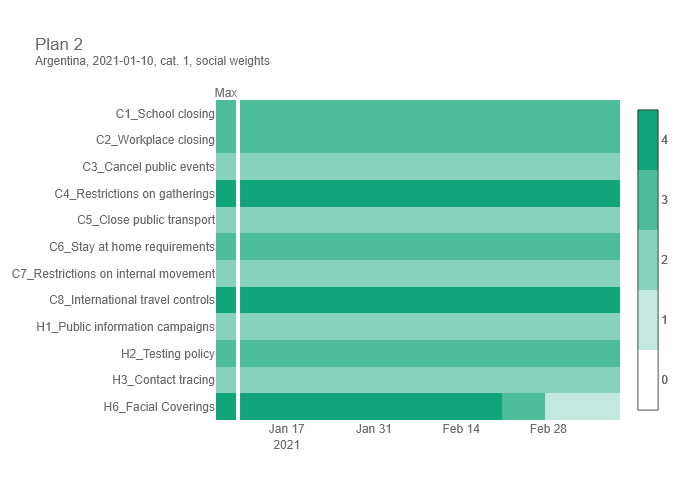 Plan 2
Argentina, 2021-01-10, cat. 1, social weights
Max
C1_School closing
C2_Workplace closing
C3_Cancel public events
C4_Restrictions on gatherings
C5_Close public transport
C6_Stay at home requirements
C7_Restrictions on internal movement
C8_International travel controls
H1_Public information campaigns
H2_Testing policy
H3_Contact tracing
H6_Facial Coverings
Jan 17 Jan 31 Feb 14 Feb 28
2021
4
3
2
1
0